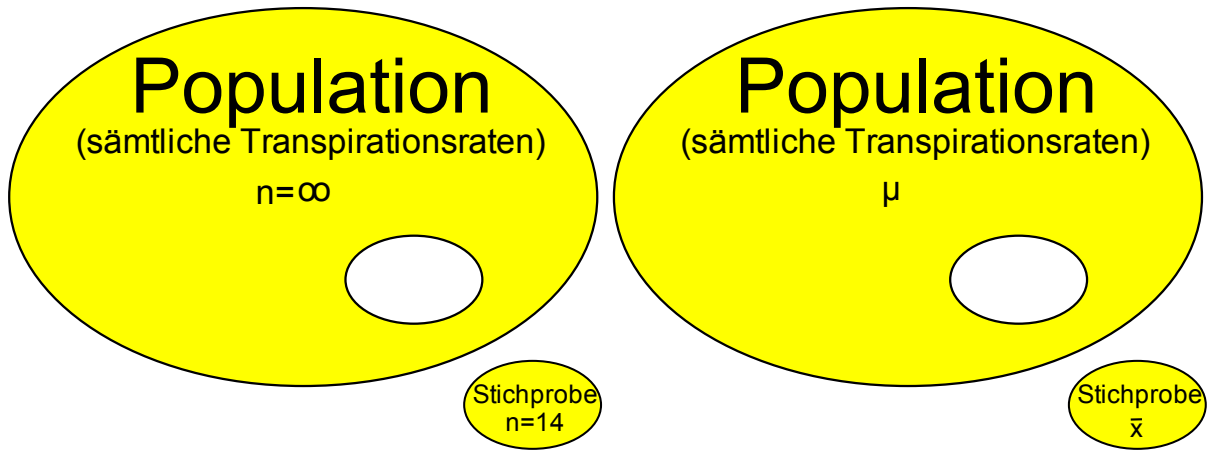 Population
(sämtliche Transpirationsraten)
n=∞
Stichprobe
n=14
Population
(sämtliche Transpirationsraten)
µ
Stichprobe
x̄